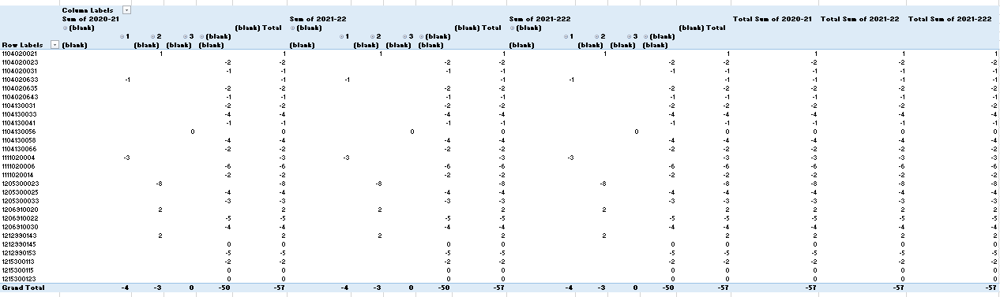 Column Labels
Sum of 2020-21 Sum of 2021-22 Sum of 2021-222 Total Sum of 2020-21 Total Sum of 2021-22 Total Sum of 2021-222
(blank) (blank) Total (blank) (blank) Total (blank) (blank) Total
1 2 3 (blank) 1 2 3 (blank) 1 2 3 (blank)
Row Labels (blank) (blank) (blank) (blank) (blank) (blank) (blank) (blank) (blank) (blank) (blank) (blank)
1104020021 1 1 1 1 1 1 1 1 1
1104020023 -2 -2 -2 -2 -2 -2 -2 -2 -2
1104020031 -1 -1 -1 -1 -1 -1 -1 -1 -1
1104020633 -1 -1 -1 -1 -1 -1 -1 -1 -1
1104020635 -2 -2 -2 -2 -2 -2 -2 -2 -2
1104020643 -1 -1 -1 -1 -1 -1 -1 -1 -1
1104130031 -2 -2 -2 -2 -2 -2 -2 -2 -2
1104130033 -4 -4 -4 -4 -4 -4 -4 -4 -4
1104130041 -1 -1 -1 -1 -1 -1 -1 -1 -1
1104130056 0 0 0 0 0 0 0 0 0
1104130058 -4 -4 -4 -4 -4 -4 -4 -4 -4
1104130066 -2 -2 -2 -2 -2 -2 -2 -2 -2
1111020004 -3 -3 -3 -3 -3 -3 -3 -3 -3
1111020006 -6 -6 -6 -6 -6 -6 -6 -6 -6
1111020014 -2 -2 -2 -2 -2 -2 -2 -2 -2
1205300023 -8 -8 -8 -8 -8 -8 -8 -8 -8
1205300025 -4 -4 -4 -4 -4 -4 -4 -4 -4
1205300033 -3 -3 -3 -3 -3 -3 -3 -3 -3
1206910020 2 2 2 2 2 2 2 2 2
1206910022 -5 -5 -5 -5 -5 -5 -5 -5 -5
1206910030 -4 -4 -4 -4 -4 -4 -4 -4 -4
1212990143 2 2 2 2 2 2 2 2 2
1212990145 0 0 0 0 0 0 0 0 0
1212990153 -5 -5 -5 -5 -5 -5 -5 -5 -5
1215300113 -2 -2 -2 -2 -2 -2 -2 -2 -2
1215300115 0 0 0 0 0 0 0 0 0
1215300123 0 0 0 0 0 0 0 0 0
Grand Total -4 -3 0 -50 -57 -4 -3 0 -50 -57 -4 -3 0 -50 -57 -57 -57 -57